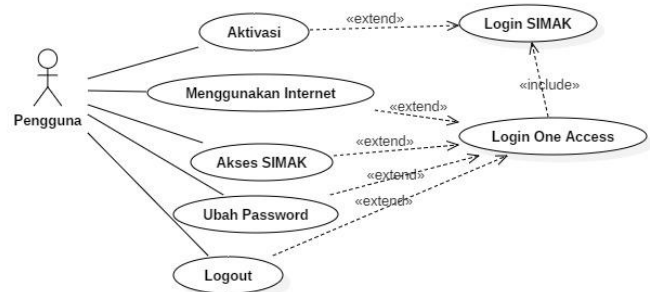 Aktivasi
«extend»
Login SIMAK
Pengguna
Menggunakan Internet
«extend»
«include»
Login One Access
Akses SIMAK
«extend»
Ubah Password
«extend»
«extend»
Logout